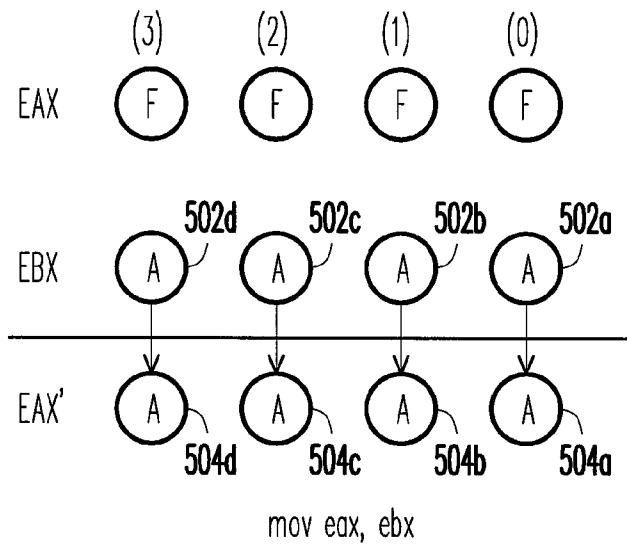 (3) (2) (1) (0)
EAX F F F F
502d 502c 502b 502a
EBX A A A A
EAX' A A A A
504d 504c 504b 504a
mov eax, ebx